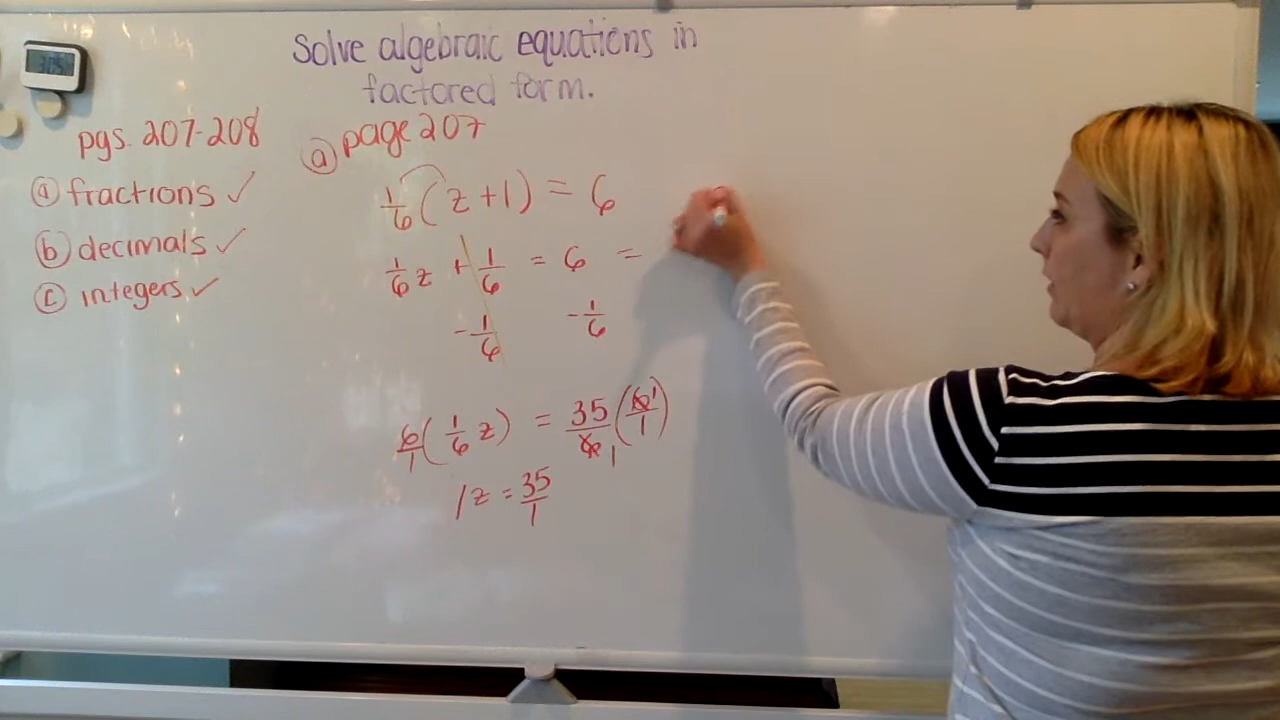 Solve algebraic equations in
factored form.
pgs. 207-208
ⓐ fractions ✓
ⓑ decimals ✓
ⓒ integers ✓
ⓐ page 207
1/6 (z+1) = 6
1/6 z + 1/6 = 6 =
- 1/6 - 1/6
6/1 (1/6 z) = 35/6 1 (6 1/1)
1z = 35/1